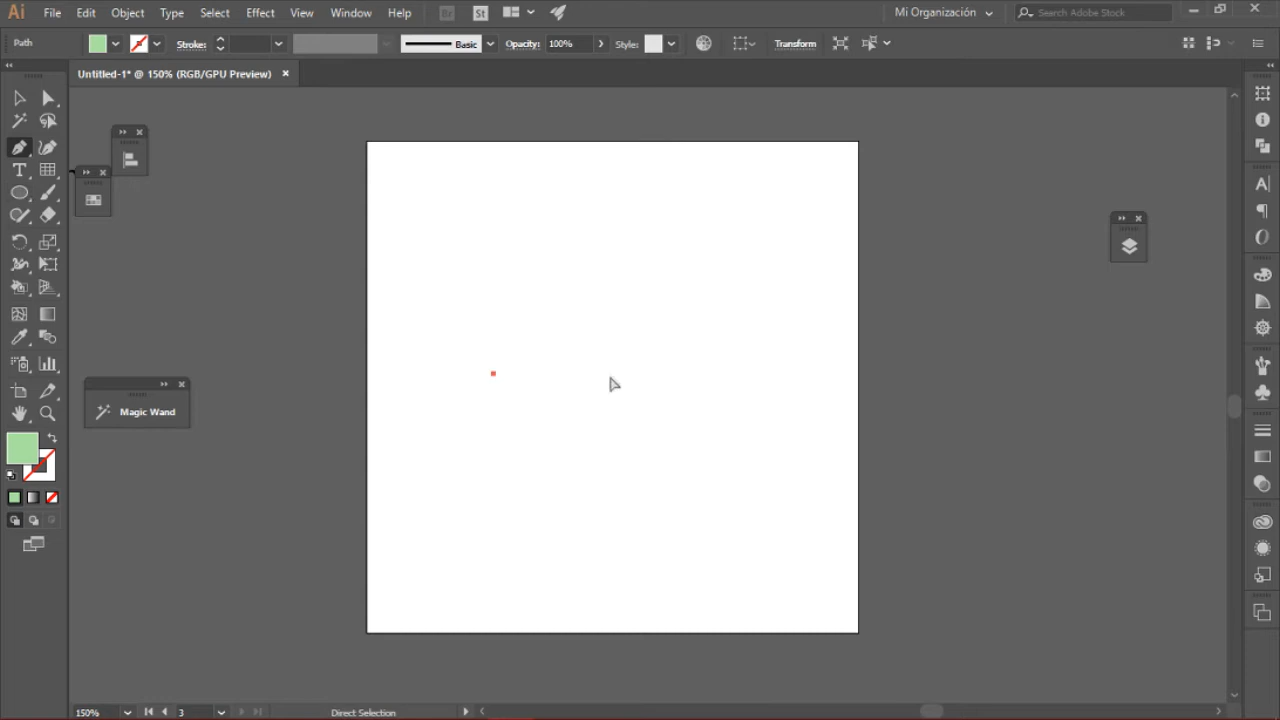 Ai File Edit Object Type Select Effect View Window Help Br St Mi Organización Search Adobe Stock
Path Stroke: Basic Opacity: 100% Style: Transform
Untitled-1* @ 150% (RGB/GPU Preview)
Magic Wand
150% 3 Direct Selection